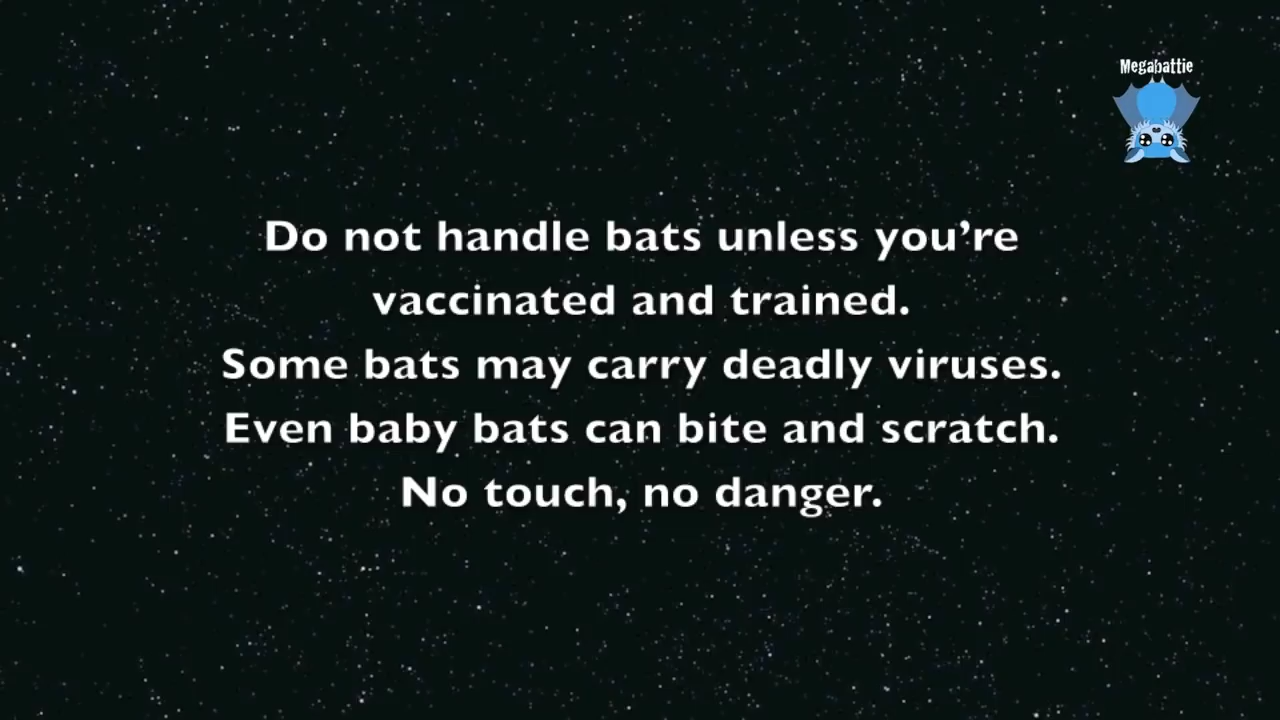 Megabattie
Do not handle bats unless you’re
vaccinated and trained.
Some bats may carry deadly viruses.
Even baby bats can bite and scratch.
No touch, no danger.